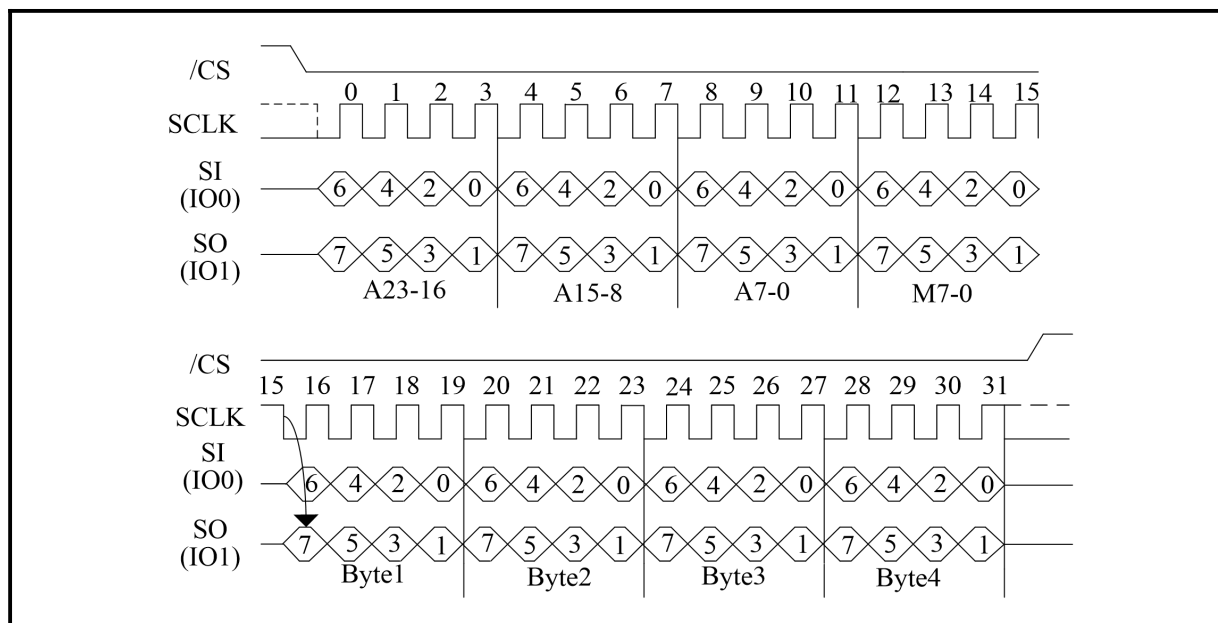 /CS
0 1 2 3 4 5 6 7 8 9 10 11 12 13 14 15
SCLK
SI
(IO0)
6 4 2 0 6 4 2 0 6 4 2 0 6 4 2 0
SO
(IO1)
7 5 3 1 7 5 3 1 7 5 3 1 7 5 3 1
A23-16 A15-8 A7-0 M7-0
/CS
15 16 17 18 19 20 21 22 23 24 25 26 27 28 29 30 31
SCLK
SI
(IO0)
6 4 2 0 6 4 2 0 6 4 2 0 6 4 2 0
SO
(IO1)
7 5 3 1 7 5 3 1 7 5 3 1 7 5 3 1
Byte1 Byte2 Byte3 Byte4